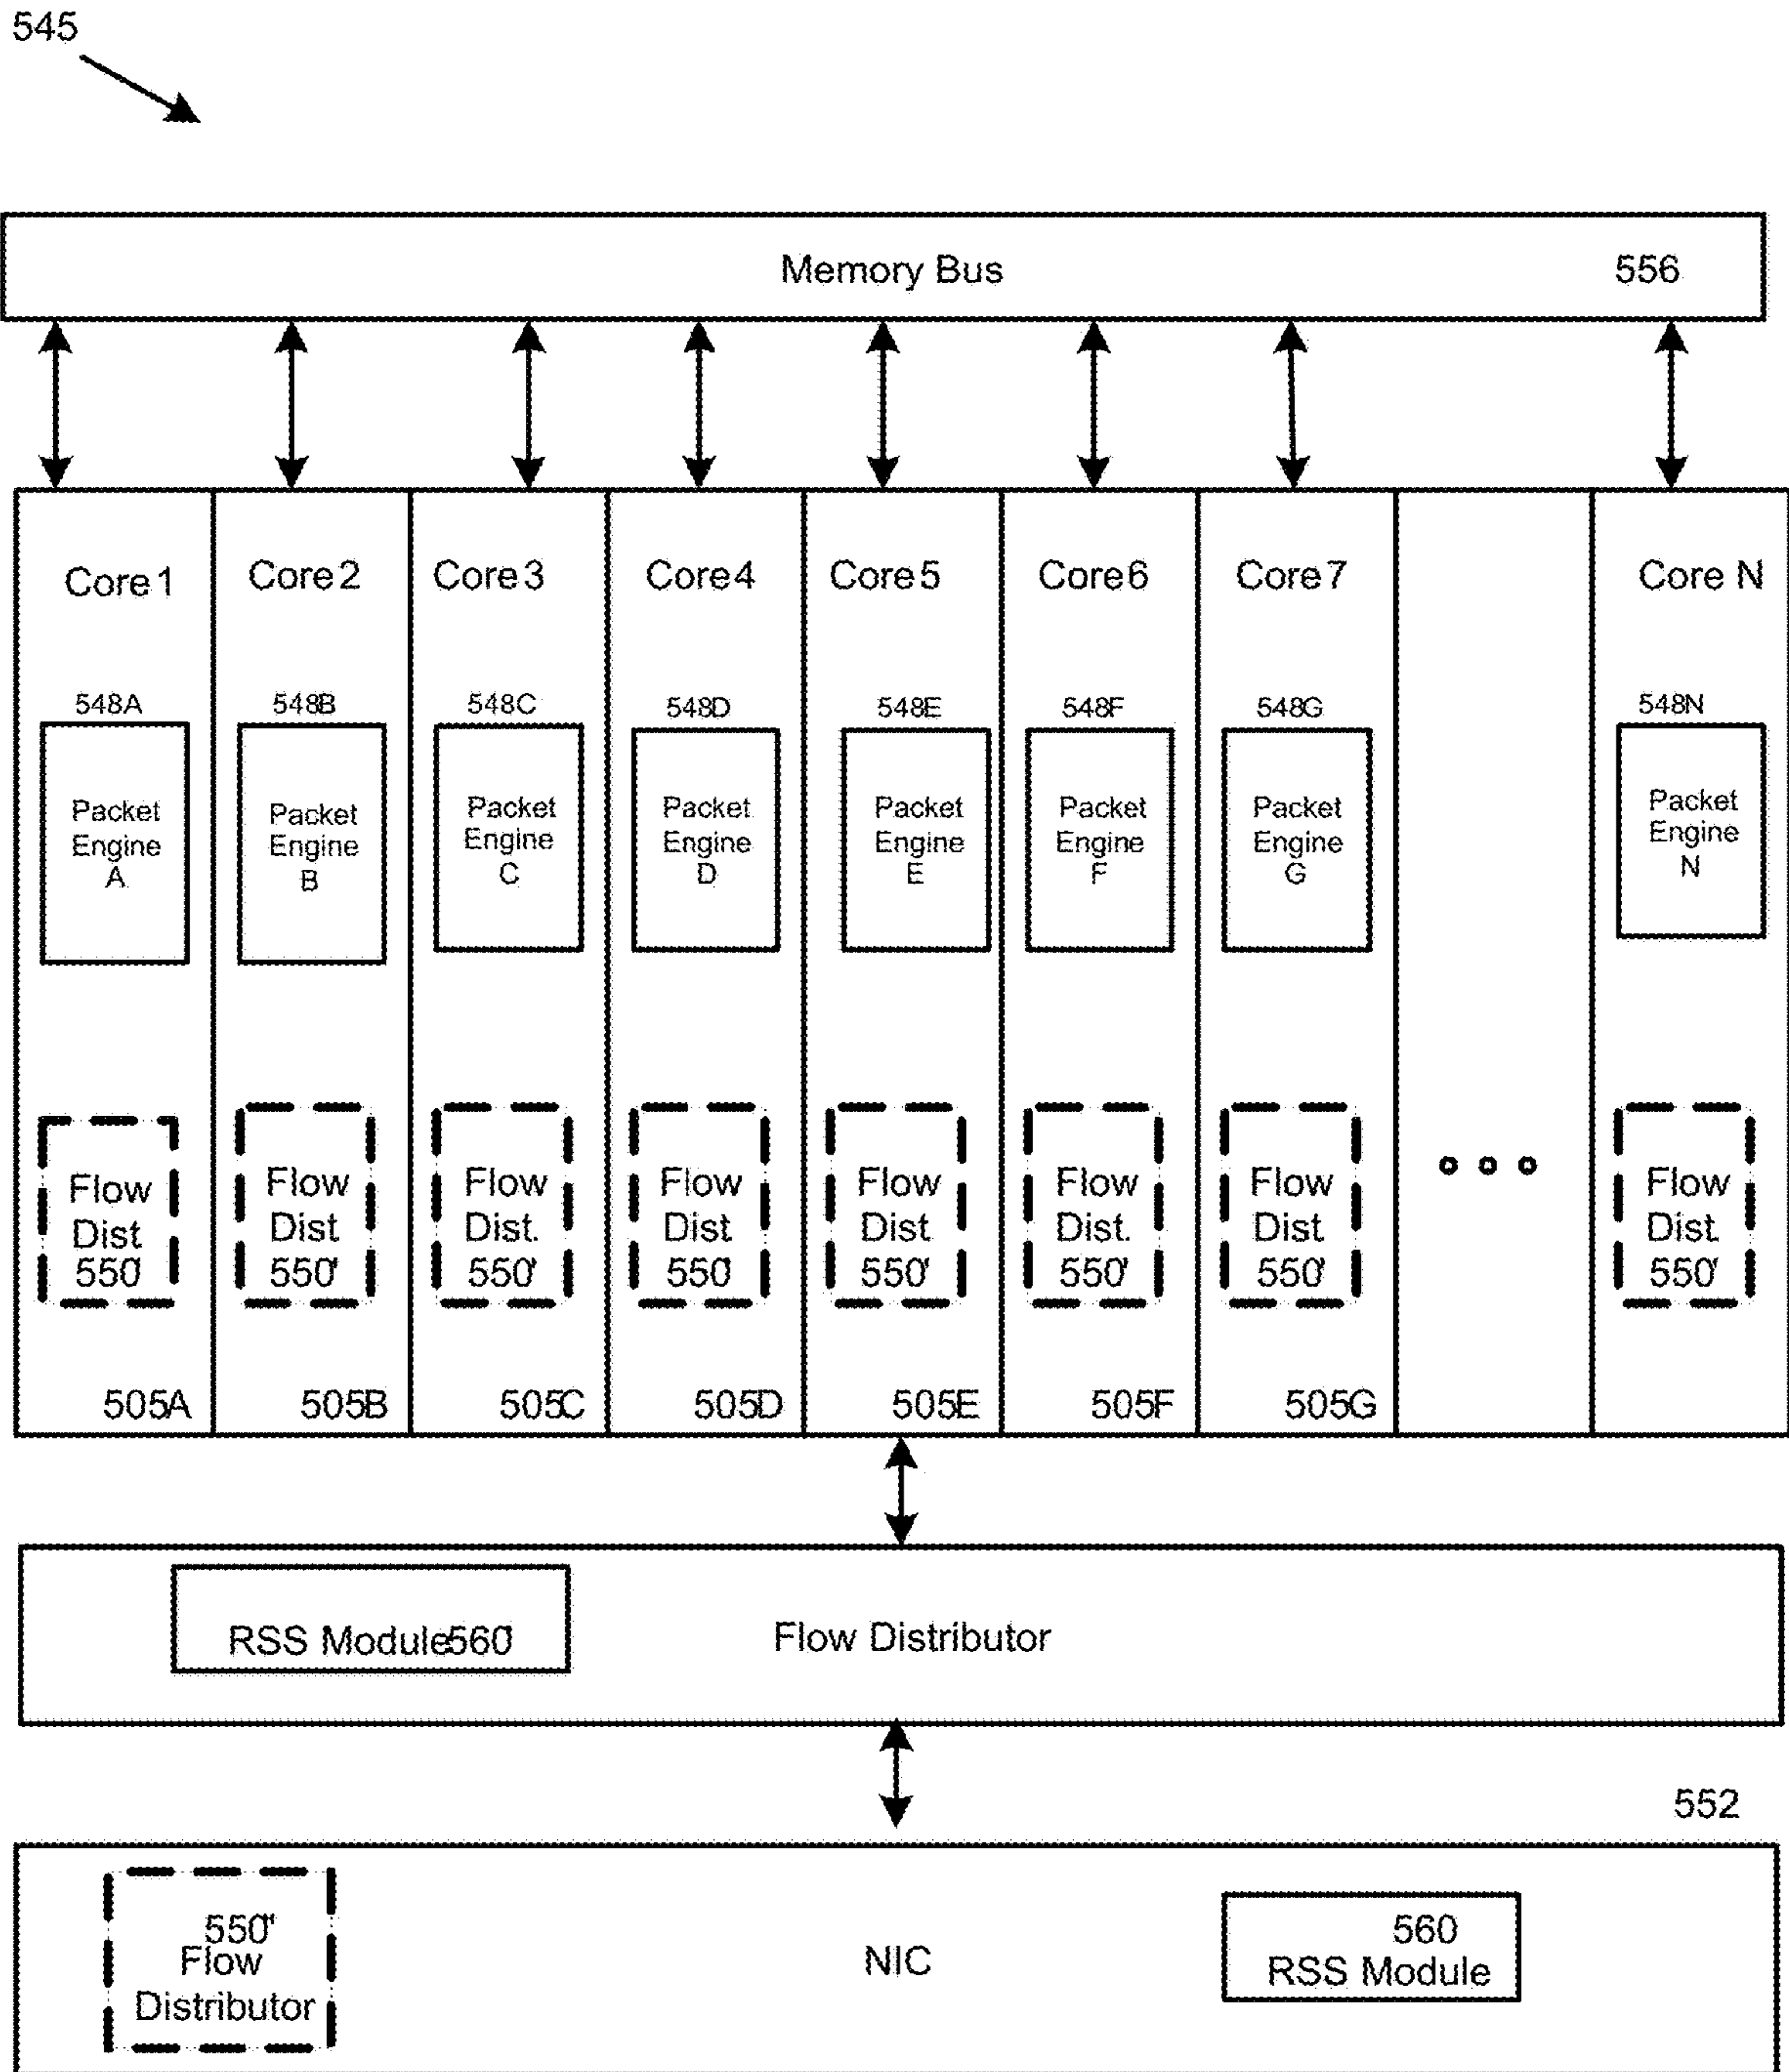 545
Memory Bus 556
Core 1 Core 2 Core 3 Core 4 Core 5 Core 6 Core 7 Core N
548A 548B 548C 548D 548E 548F 548G 548N
Packet Packet Packet Packet Packet Packet Packet Packet
Engine Engine Engine Engine Engine Engine Engine Engine
A B C D E F G N
Flow Flow Flow Flow Flow Flow Flow Flow
Dist. Dist. Dist. Dist. Dist. Dist. Dist. Dist.
550' 550' 550' 550' 550' 550' 550' 550'
505A 505B 505C 505D 505E 505F 505G
RSS Module 560' Flow Distributor
552
550"
Flow
Distributor
NIC
560
RSS Module